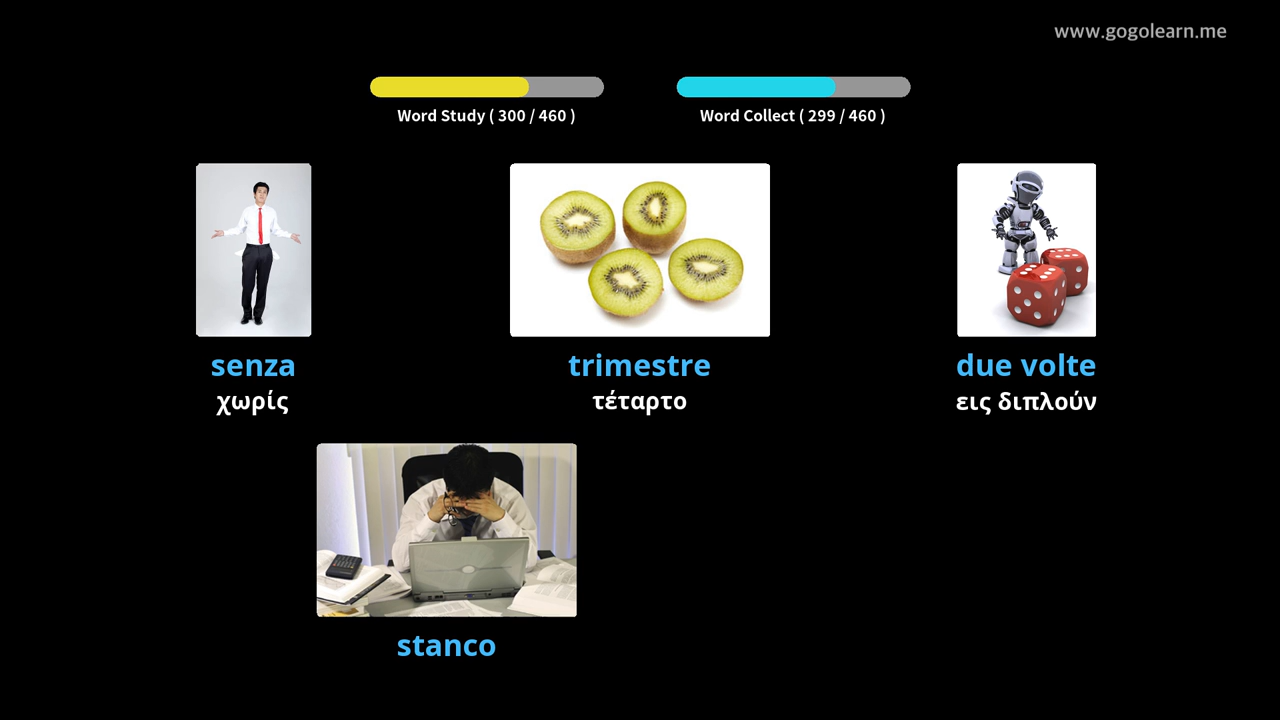 www.gogolearn.me
Word Study ( 300 / 460 )
Word Collect ( 299 / 460 )
senza
χωρίς
trimestre
τέταρτο
due volte
εις διπλούν
stanco